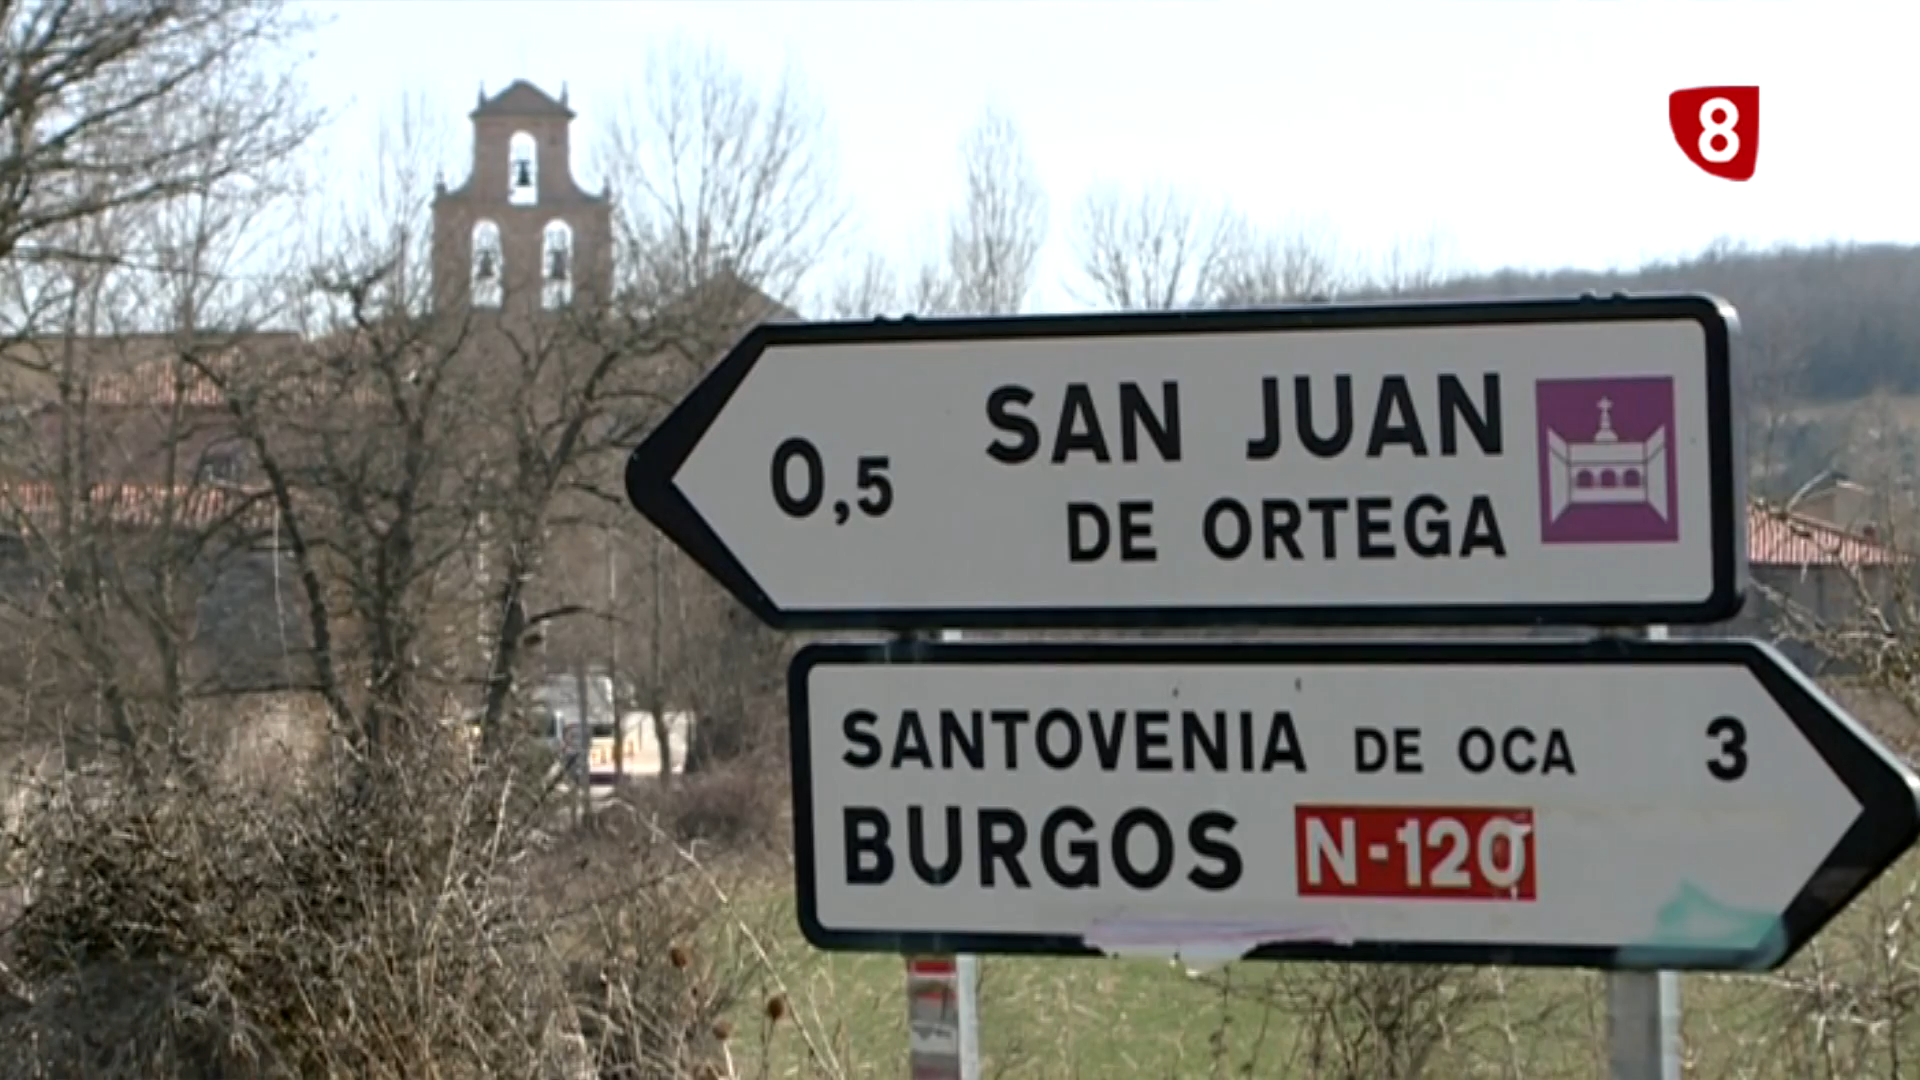 8
0,5 SAN JUAN
DE ORTEGA
SANTOVENIA DE OCA 3
BURGOS N-120